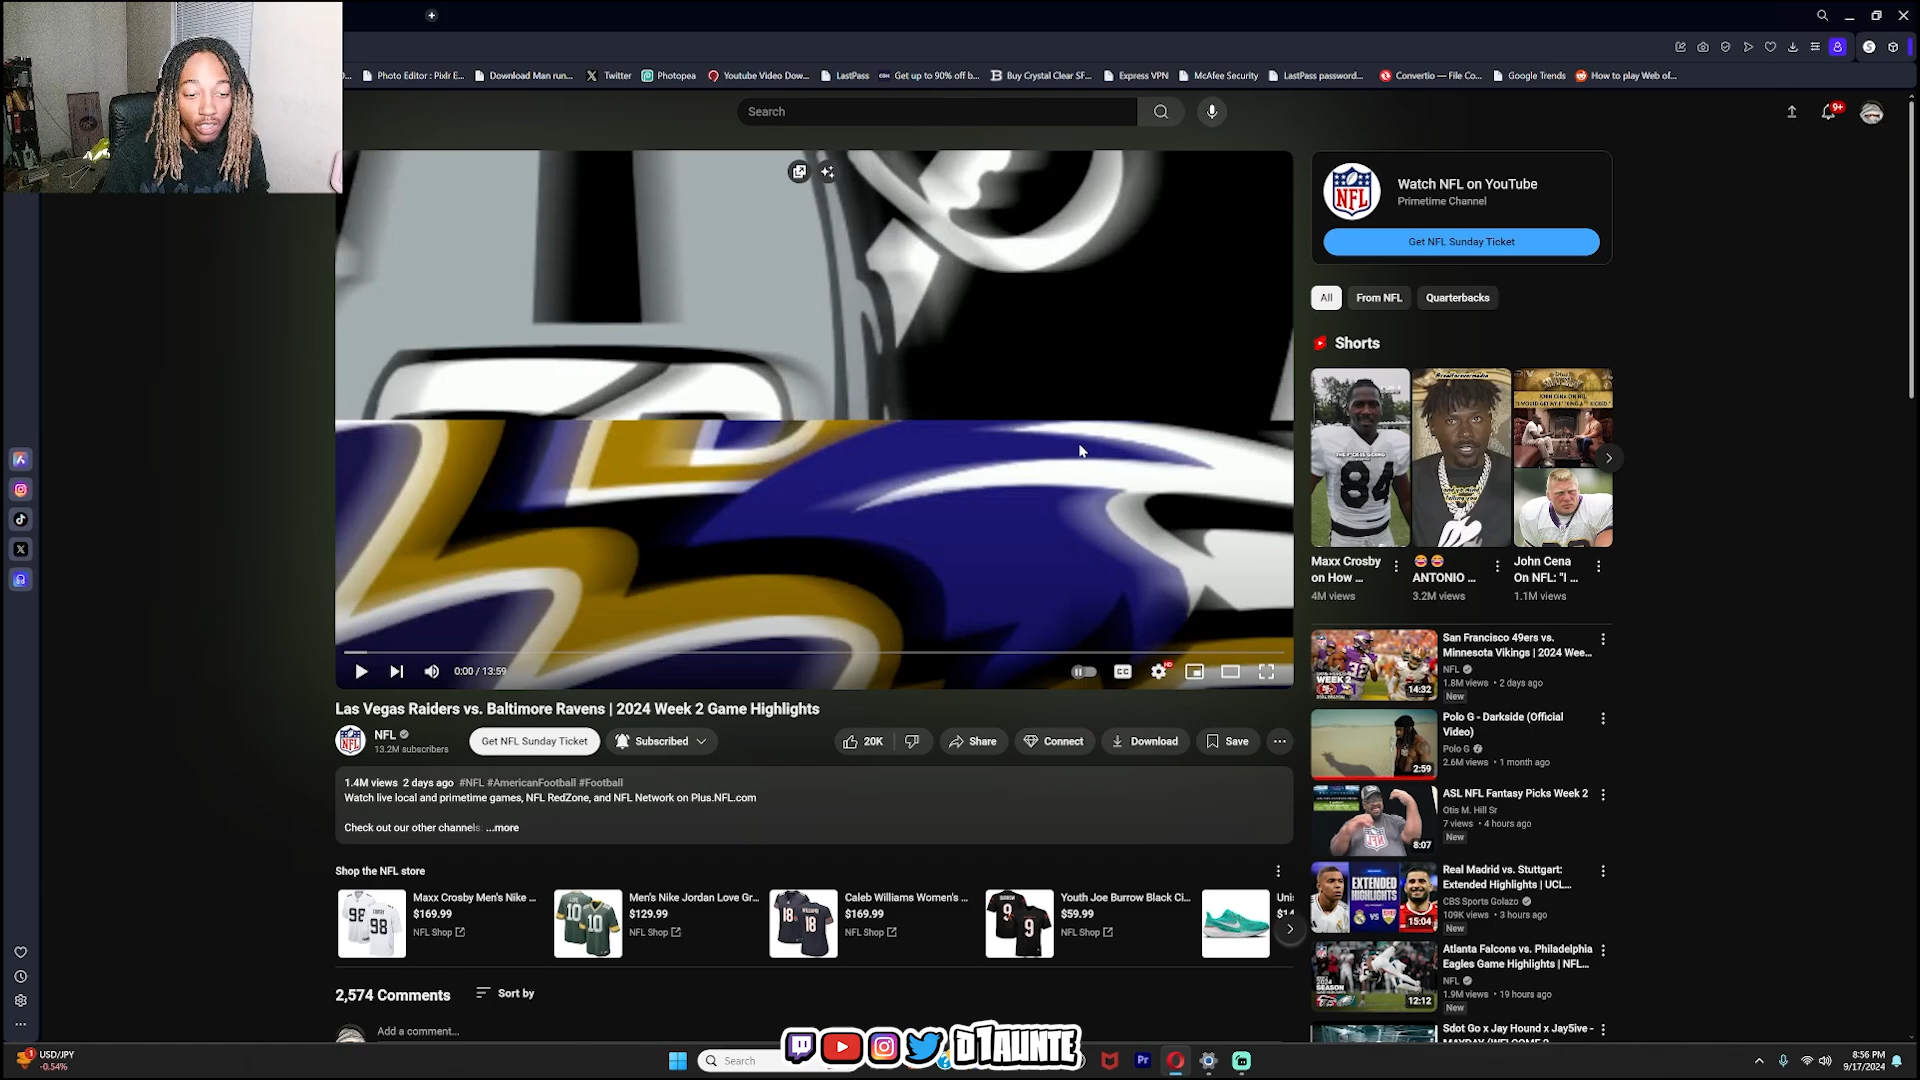 Photo Editor : Pixlr E...
Download Man run...
Twitter
Photopea
Youtube Video Dow...
LastPass
Get up to 90% off b...
Buy Crystal Clear SF...
Express VPN
McAfee Security
LastPass password...
Convertio — File Co...
Google Trends
How to play Web of...
Search
9+
Watch NFL on YouTube
Primetime Channel
Get NFL Sunday Ticket
All
From NFL
Quarterbacks
Shorts
84
Maxx Crosby
on How ...
4M views
😂 😂
ANTONIO ...
3.2M views
John Cena
On NFL: "I ...
1.1M views
0:00 / 13:59
CC
HD
Las Vegas Raiders vs. Baltimore Ravens | 2024 Week 2 Game Highlights
NFL
13.2M subscribers
Get NFL Sunday Ticket
Subscribed
20K
Share
Connect
Download
Save
1.4M views 2 days ago #NFL #AmericanFootball #Football
Watch live local and primetime games, NFL RedZone, and NFL Network on Plus.NFL.com
Check out our other channels: ...more
Shop the NFL store
Maxx Crosby Men's Nike ...
$169.99
NFL Shop
Men's Nike Jordan Love Gr...
$129.99
NFL Shop
Caleb Williams Women's ...
$169.99
NFL Shop
Youth Joe Burrow Black Ci...
$59.99
NFL Shop
2,574 Comments
Sort by
Add a comment...
San Francisco 49ers vs.
Minnesota Vikings | 2024 Wee...
NFL
1.8M views • 2 days ago
New
14:32
Polo G - Darkside (Official
Video)
Polo G
2.6M views • 1 month ago
2:59
ASL NFL Fantasy Picks Week 2
Otis M. Hill Sr
7 views • 4 hours ago
New
8:07
Real Madrid vs. Stuttgart:
Extended Highlights | UCL...
CBS Sports Golazo
109K views • 3 hours ago
New
EXTENDED
HIGHLIGHTS
15:04
Atlanta Falcons vs. Philadelphia
Eagles Game Highlights | NFL...
NFL
1.9M views • 19 hours ago
New
12:12
Sdot Go x Jay Hound x Jay5ive -
USD/JPY
-0.54%
Search
D1AUNTE
Pr
8:56 PM
9/17/2024